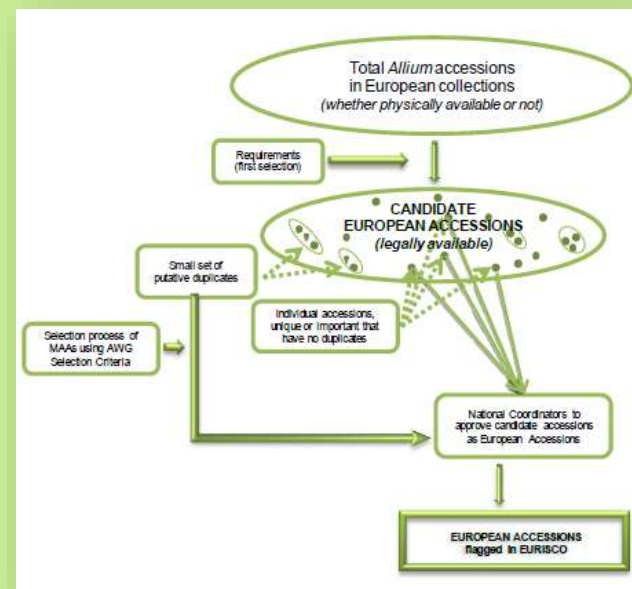 Total Allium accessions
in European collections
(whether physically available or not)
Requirements
(first selection)
CANDIDATE
EUROPEAN ACCESSIONS
(legally available)
Small set of
putative duplicates
Individual accessions,
unique or important that
have no duplicates
Selection process of
MAAs using AWG
Selection Criteria
National Coordinators to
approve candidate accessions
as European Accessions
EUROPEAN ACCESSIONS
flagged in EURISCO